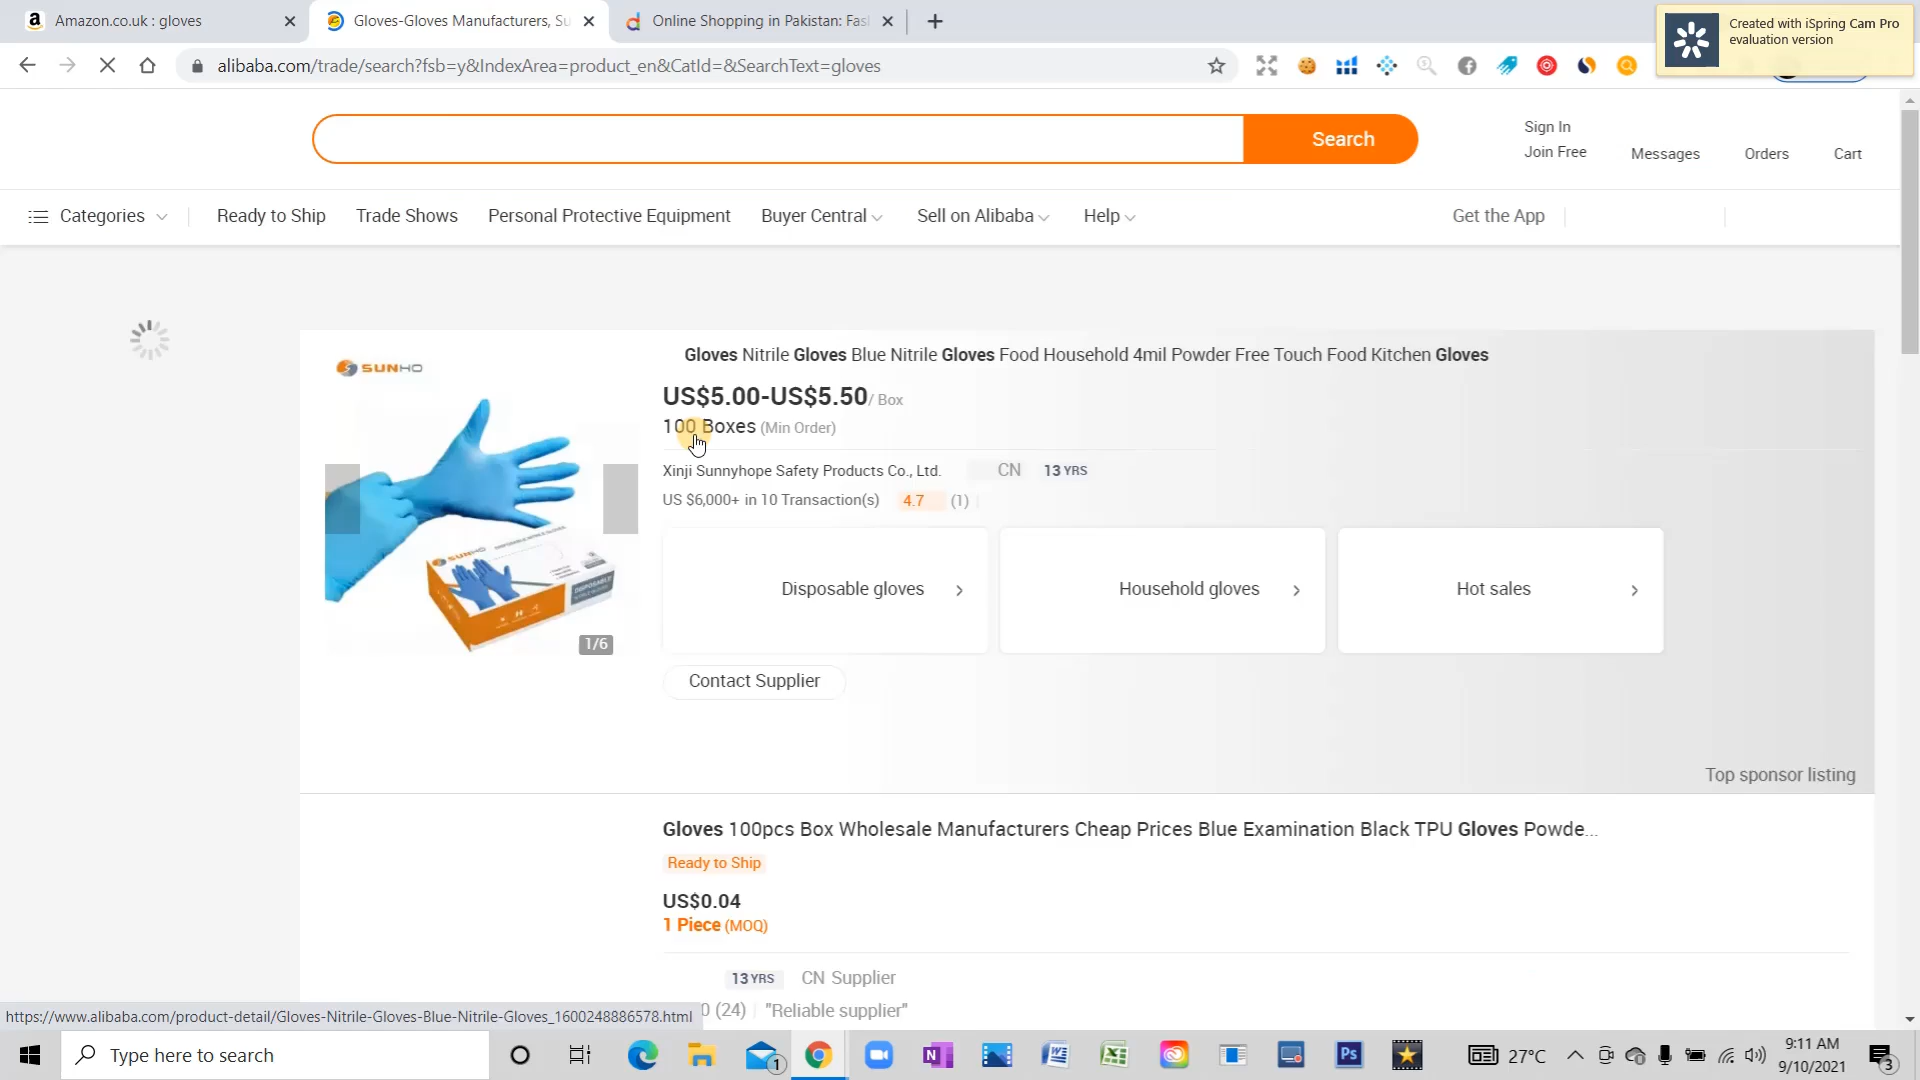 Amazon.co.uk : gloves
Gloves-Gloves Manufacturers, Su
Online Shopping in Pakistan: Fash
Created with iSpring Cam Pro
evaluation version
alibaba.com/trade/search?fsb=y&IndexArea=product_en&CatId=&SearchText=gloves
Search
Sign In
Join Free
Messages
Orders
Cart
Categories
Ready to Ship
Trade Shows
Personal Protective Equipment
Buyer Central
Sell on Alibaba
Help
Get the App
SUNHO
Gloves Nitrile Gloves Blue Nitrile Gloves Food Household 4mil Powder Free Touch Food Kitchen Gloves
US$5.00-US$5.50/ Box
100 Boxes (Min Order)
Xinji Sunnyhope Safety Products Co., Ltd. CN 13 YRS
US $6,000+ in 10 Transaction(s) 4.7 (1)
Disposable gloves
Household gloves
Hot sales
SUNHO
DISPOSABLE
1/6
Contact Supplier
Top sponsor listing
Gloves 100pcs Box Wholesale Manufacturers Cheap Prices Blue Examination Black TPU Gloves Powde...
Ready to Ship
US$0.04
1 Piece (MOQ)
13 YRS CN Supplier
0 (24) "Reliable supplier"
https://www.alibaba.com/product-detail/Gloves-Nitrile-Gloves-Blue-Nitrile-Gloves_1600248886578.html
Type here to search
1
N
Ps
27°C
9:11 AM
9/10/2021
3